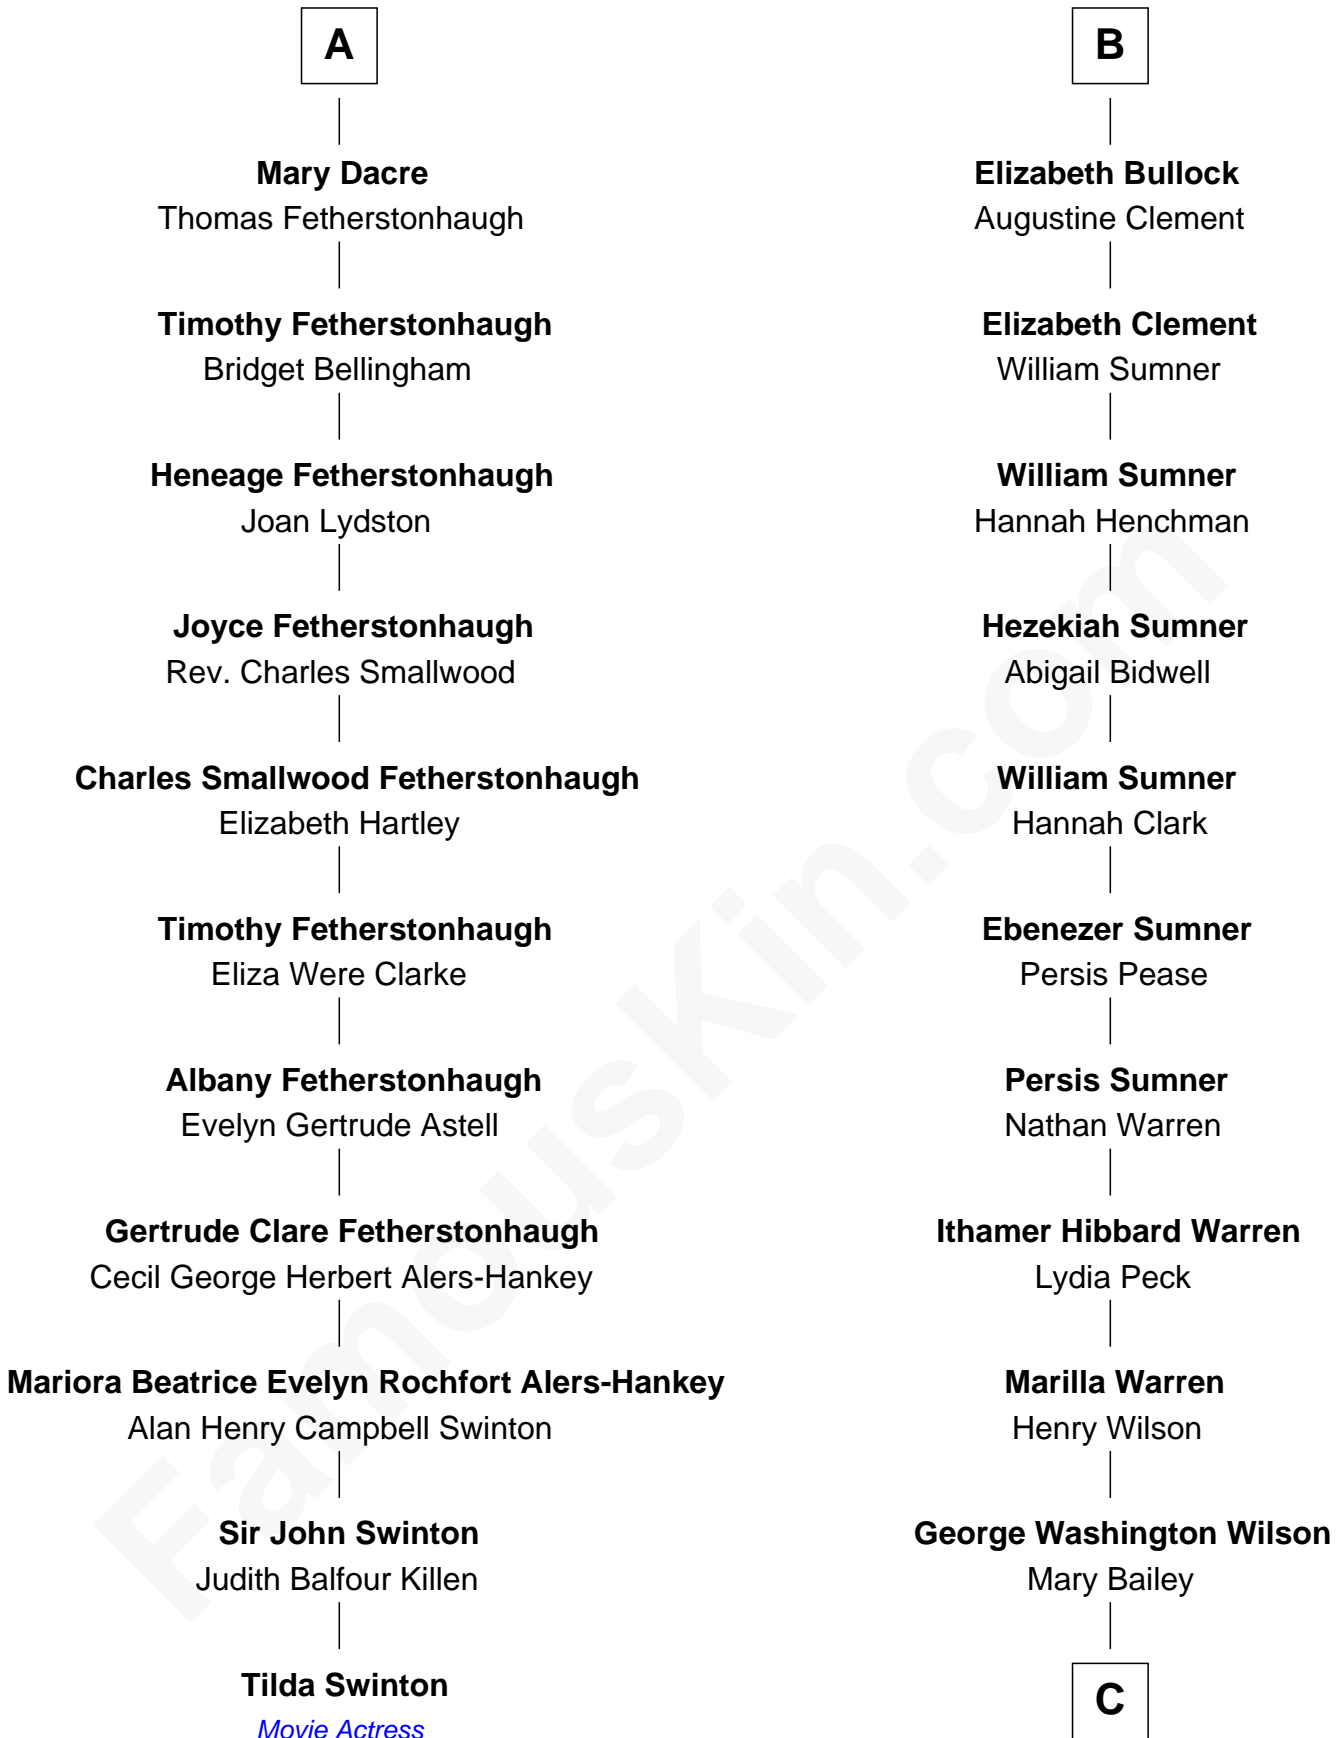 A
Mary Dacre
Thomas Fetherstonhaugh
Timothy Fetherstonhaugh
Bridget Bellingham
Heneage Fetherstonhaugh
Joan Lydston
Joyce Fetherstonhaugh
Rev. Charles Smallwood
Charles Smallwood Fetherstonhaugh
Elizabeth Hartley
Timothy Fetherstonhaugh
Eliza Were Clarke
Albany Fetherstonhaugh
Evelyn Gertrude Astell
Gertrude Clare Fetherstonhaugh
Cecil George Herbert Alers-Hankey
Mariora Beatrice Evelyn Rochfort Alers-Hankey
Alan Henry Campbell Swinton
Sir John Swinton
Judith Balfour Killen
Tilda Swinton
Movie Actress
B
Elizabeth Bullock
Augustine Clement
Elizabeth Clement
William Sumner
William Sumner
Hannah Henchman
Hezekiah Sumner
Abigail Bidwell
William Sumner
Hannah Clark
Ebenezer Sumner
Persis Pease
Persis Sumner
Nathan Warren
Ithamer Hibbard Warren
Lydia Peck
Marilla Warren
Henry Wilson
George Washington Wilson
Mary Bailey
C
FamousKin.com